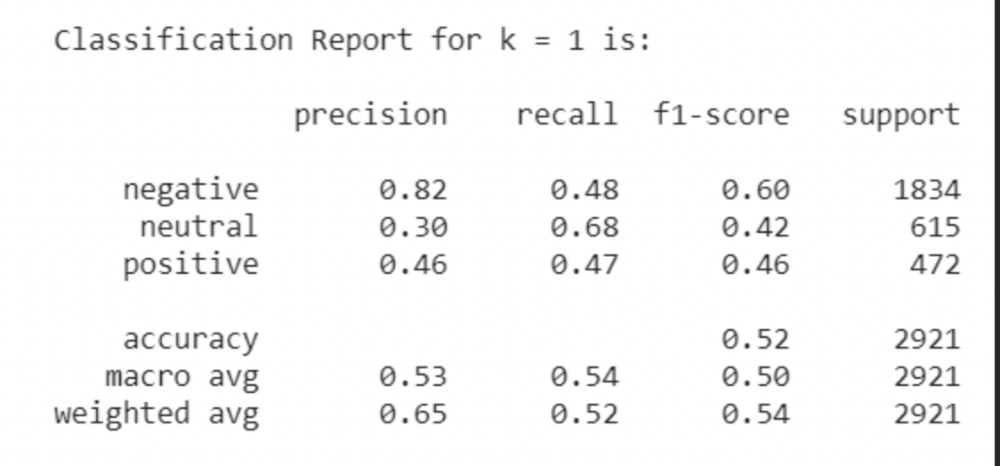 Classification Report for k = 1 is:
precision recall f1-score support
negative 0.82 0.48 0.60 1834
neutral 0.30 0.68 0.42 615
positive 0.46 0.47 0.46 472
accuracy 0.52 2921
macro avg 0.53 0.54 0.50 2921
weighted avg 0.65 0.52 0.54 2921